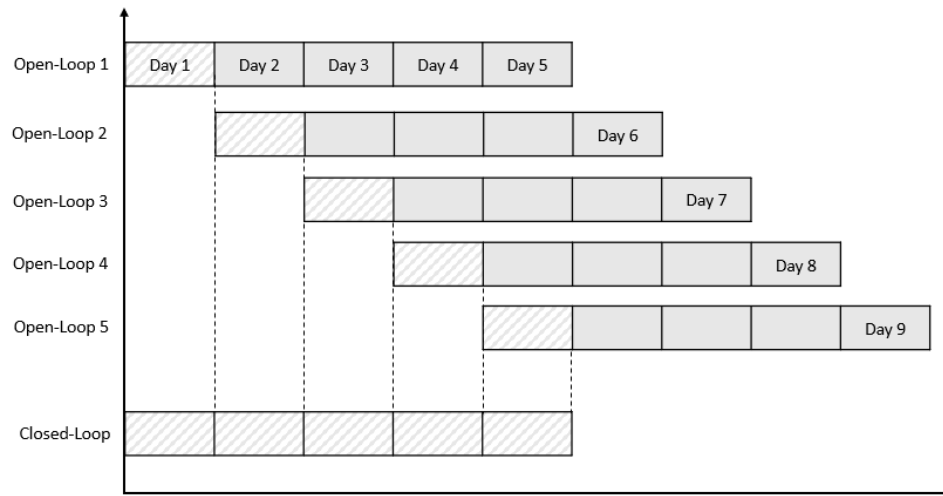 Open-Loop 1 Day 1 Day 2 Day 3 Day 4 Day 5
Open-Loop 2 Day 6
Open-Loop 3 Day 7
Open-Loop 4 Day 8
Open-Loop 5 Day 9
Closed-Loop